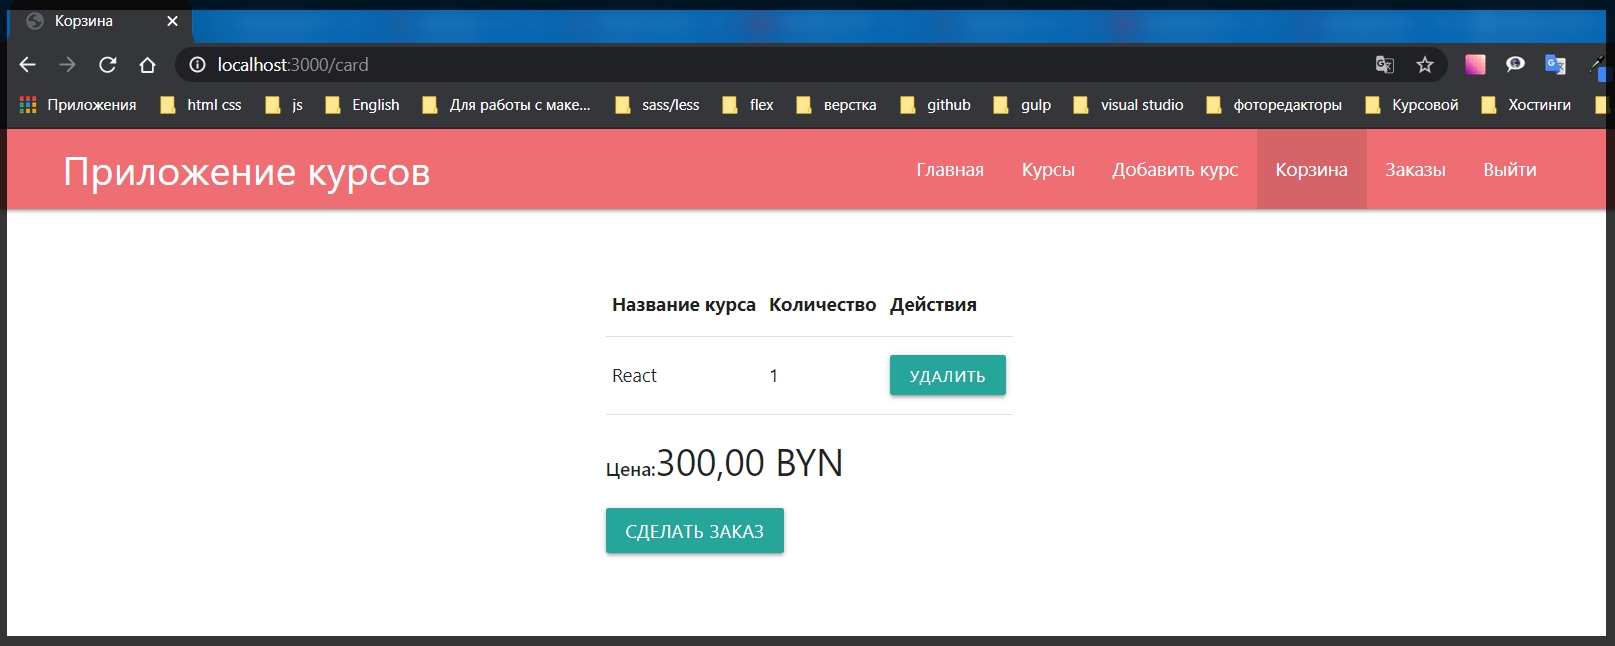 Корзина
localhost:3000/card
Приложения html css js English Для работы с маке... sass/less flex верстка github gulp visual studio фоторедакторы Курсовой Хостинги
Приложение курсов Главная Курсы Добавить курс Корзина Заказы Выйти
Название курса Количество Действия
React 1 УДАЛИТЬ
Цена:300,00 BYN
СДЕЛАТЬ ЗАКАЗ